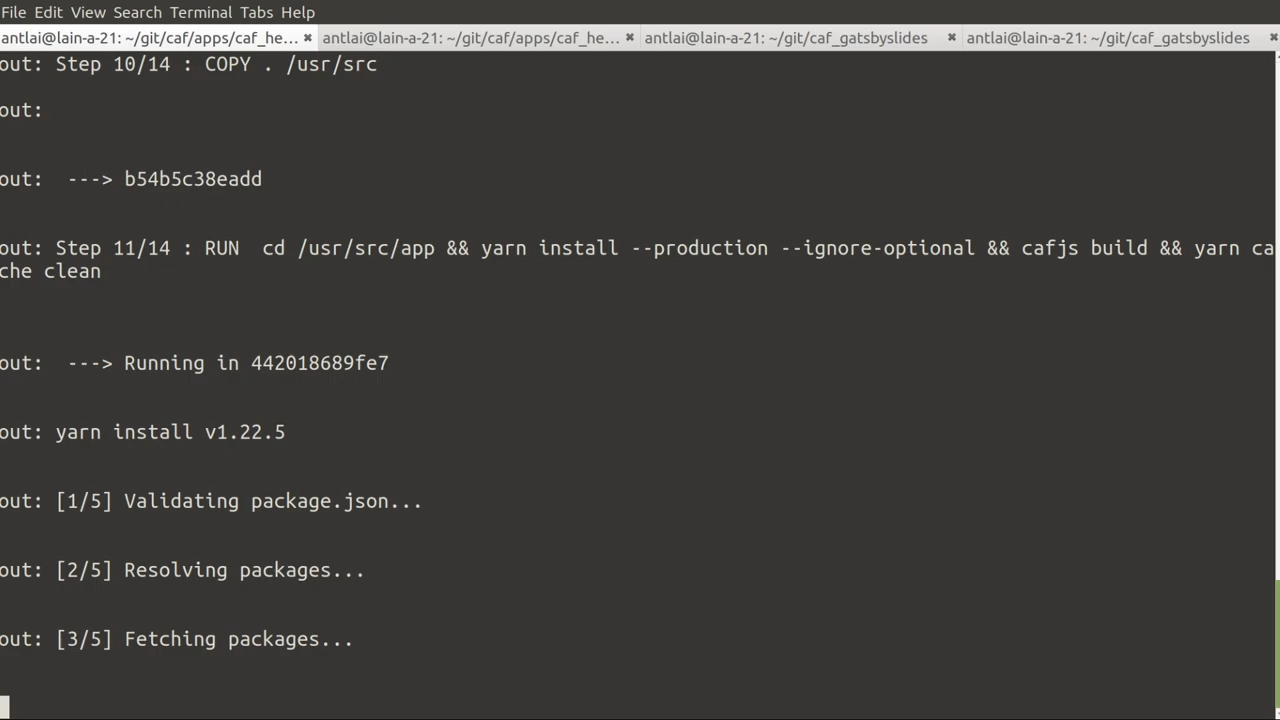 File Edit View Search Terminal Tabs Help
antlai@lain-a-21: ~/git/caf/apps/caf_he... ✖ antlai@lain-a-21: ~/git/caf/apps/caf_he... ✖ antlai@lain-a-21: ~/git/caf_gatsbyslides ✖ antlai@lain-a-21: ~/git/caf_gatsbyslides ✖
out: Step 10/14 : COPY . /usr/src
out:
out:  ---> b54b5c38eadd
out: Step 11/14 : RUN  cd /usr/src/app && yarn install --production --ignore-optional && cafjs build && yarn ca
che clean
out:  ---> Running in 442018689fe7
out: yarn install v1.22.5
out: [1/5] Validating package.json...
out: [2/5] Resolving packages...
out: [3/5] Fetching packages...